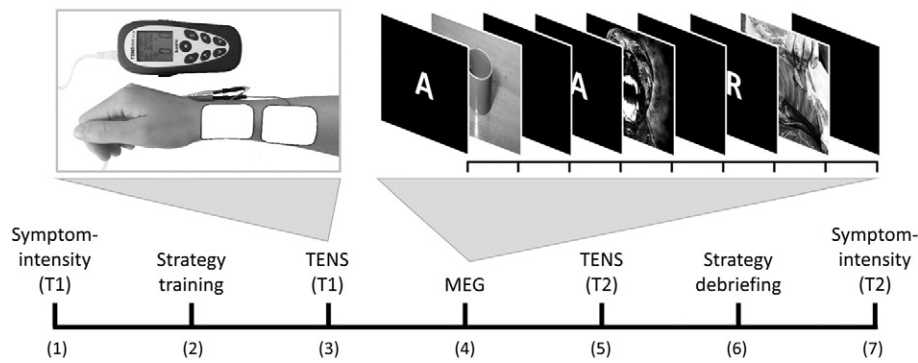 TENS
A
A
R
Symptom-
intensity
(T1)
Strategy
training
TENS
(T1)
MEG
TENS
(T2)
Strategy
debriefing
Symptom-
intensity
(T2)
(1)
(2)
(3)
(4)
(5)
(6)
(7)